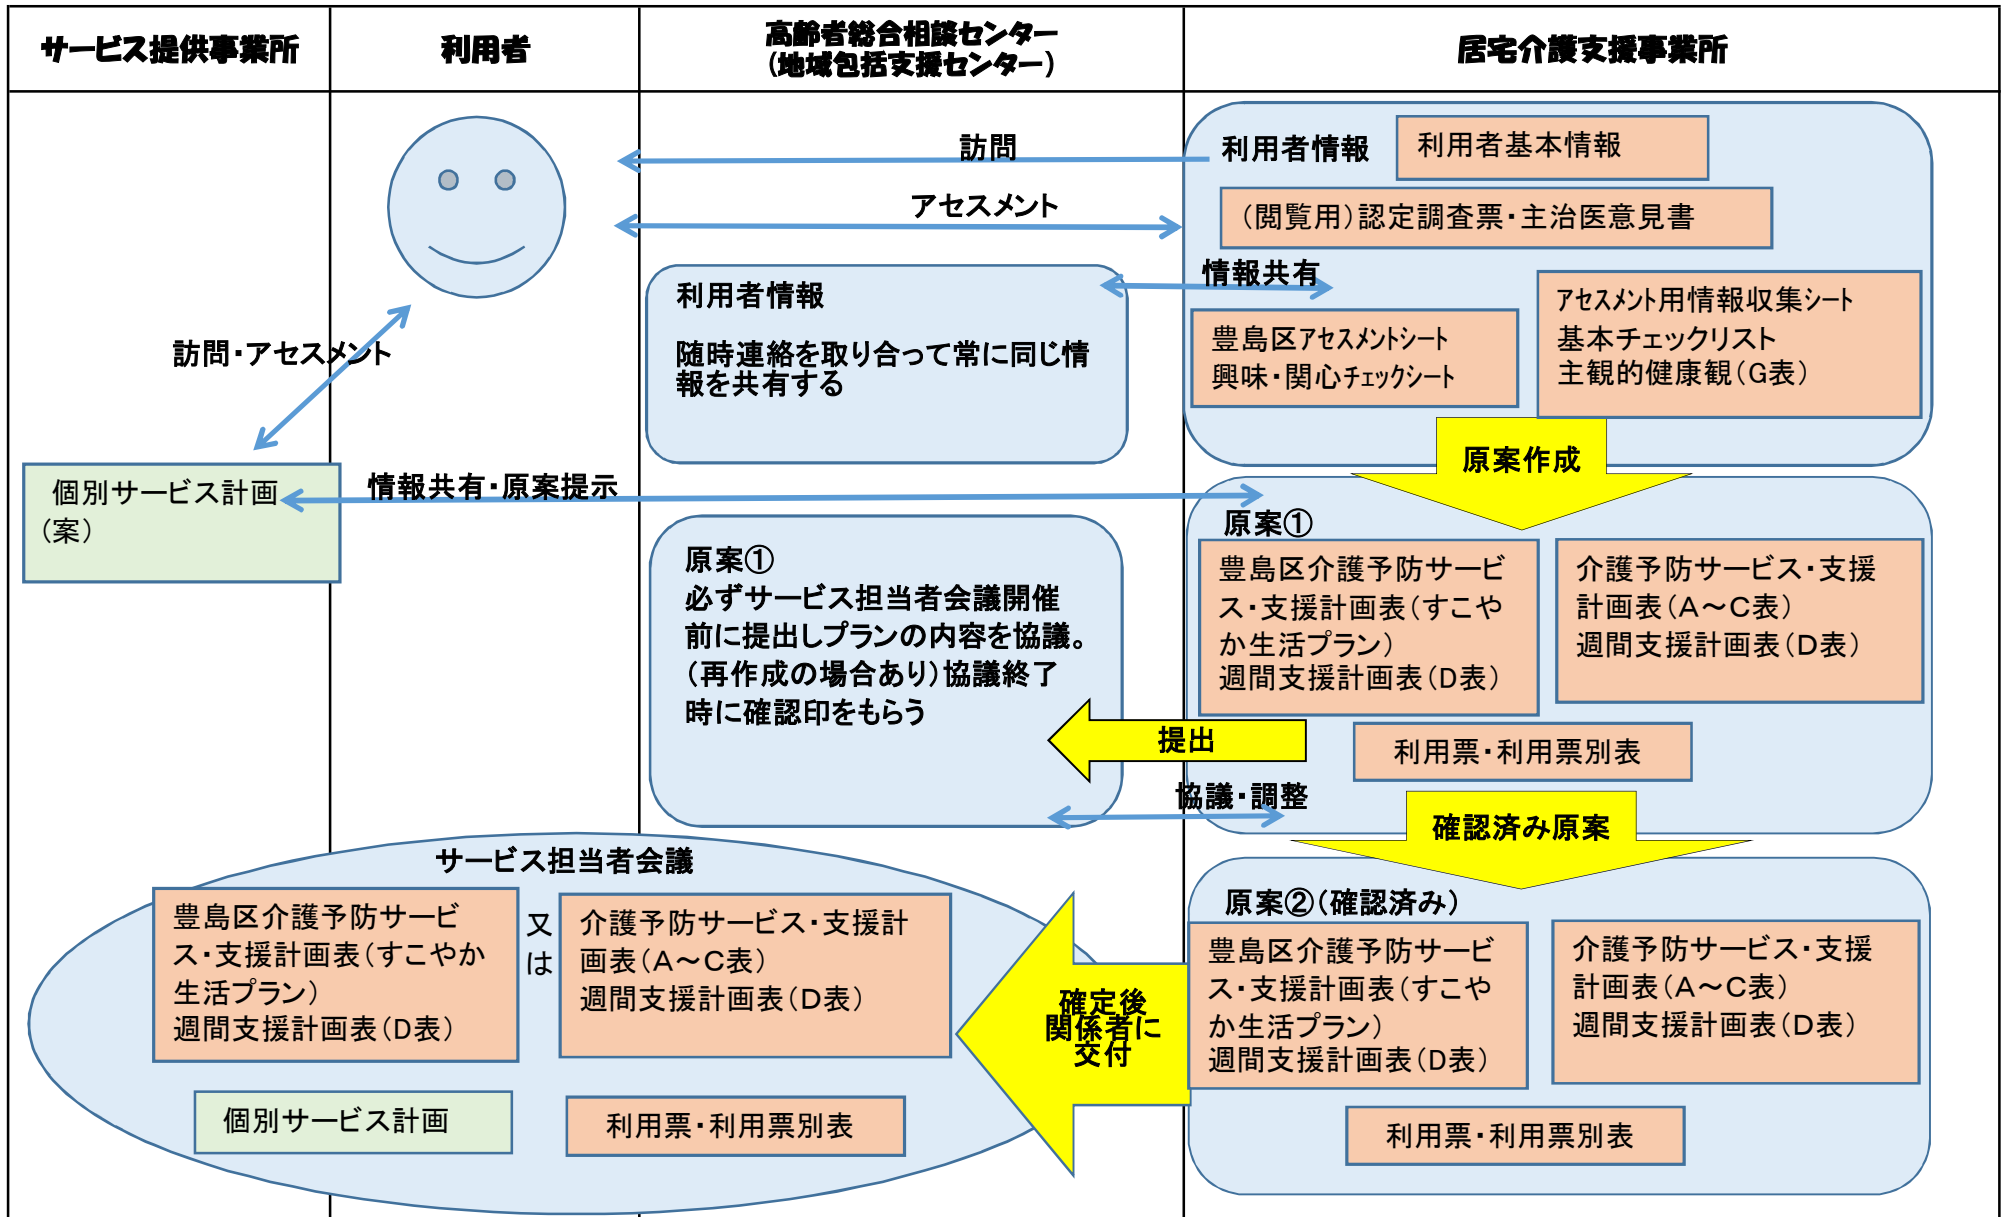 サービス提供事業所
利用者
高齢者総合相談センター
（地域包括支援センター）
居宅介護支援事業所
訪問
利用者情報
利用者基本情報
アセスメント
（閲覧用）認定調査票・主治医意見書
情報共有
利用者情報
随時連絡を取り合って常に同じ情
報を共有する
豊島区アセスメントシート
興味・関心チェックシート
アセスメント用情報収集シート
基本チェックリスト
主観的健康観（G表）
訪問・アセスメント
原案作成
個別サービス計画
（案）
情報共有・原案提示
原案①
必ずサービス担当者会議開催
前に提出しプランの内容を協議。
（再作成の場合あり）協議終了
時に確認印をもらう
原案①
豊島区介護予防サービ
ス・支援計画表（すこや
か生活プラン）
週間支援計画表（D表）
介護予防サービス・支援
計画表（A～C表）
週間支援計画表（D表）
提出
利用票・利用票別表
協議・調整
確認済み原案
サービス担当者会議
豊島区介護予防サービ
ス・支援計画表（すこやか
生活プラン）
週間支援計画表（D表）
又
は
介護予防サービス・支援計
画表（A～C表）
週間支援計画表（D表）
個別サービス計画
利用票・利用票別表
確定後
関係者に
交付
原案②（確認済み）
豊島区介護予防サービ
ス・支援計画表（すこや
か生活プラン）
週間支援計画表（D表）
介護予防サービス・支援
計画表（A～C表）
週間支援計画表（D表）
利用票・利用票別表